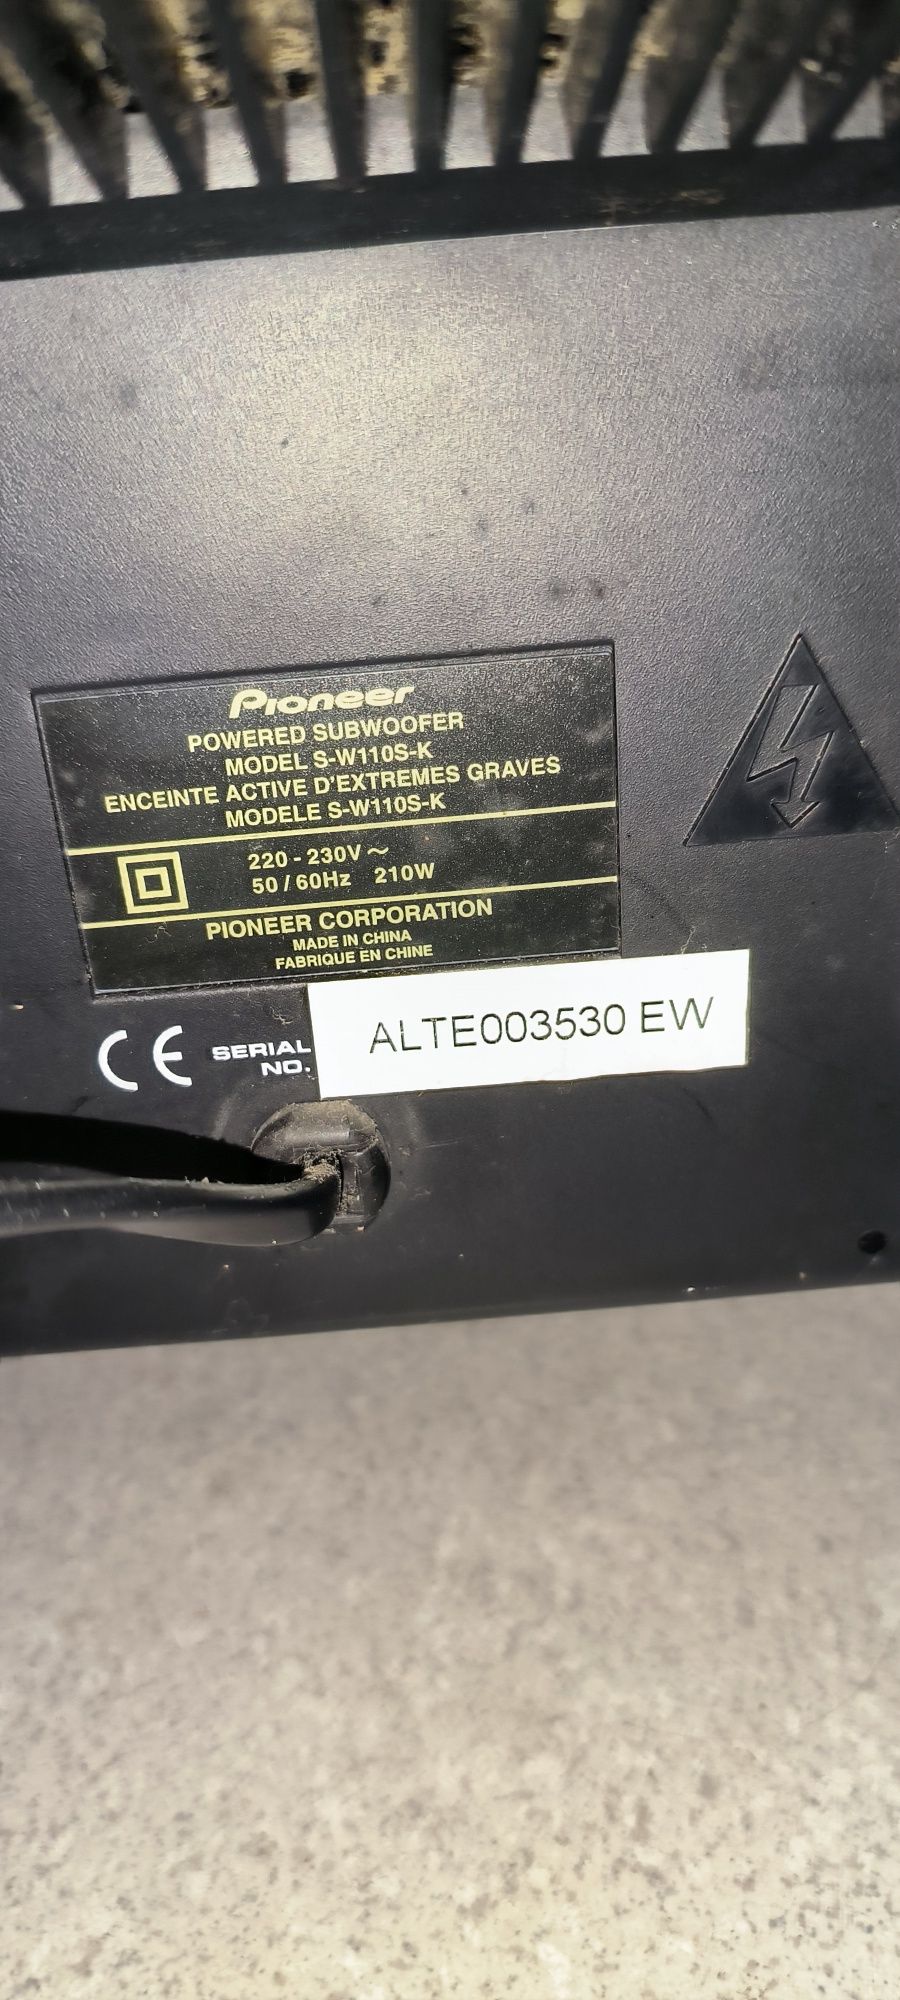 Pioneer
POWERED SUBWOOFER
MODEL S-W110S-K
ENCEINTE ACTIVE D'EXTREMES GRAVES
MODELE S-W110S-K
220 - 230V ~
50 / 60Hz 210W
PIONEER CORPORATION
MADE IN CHINA
FABRIQUE EN CHINE
CE SERIAL NO. ALTE003530 EW